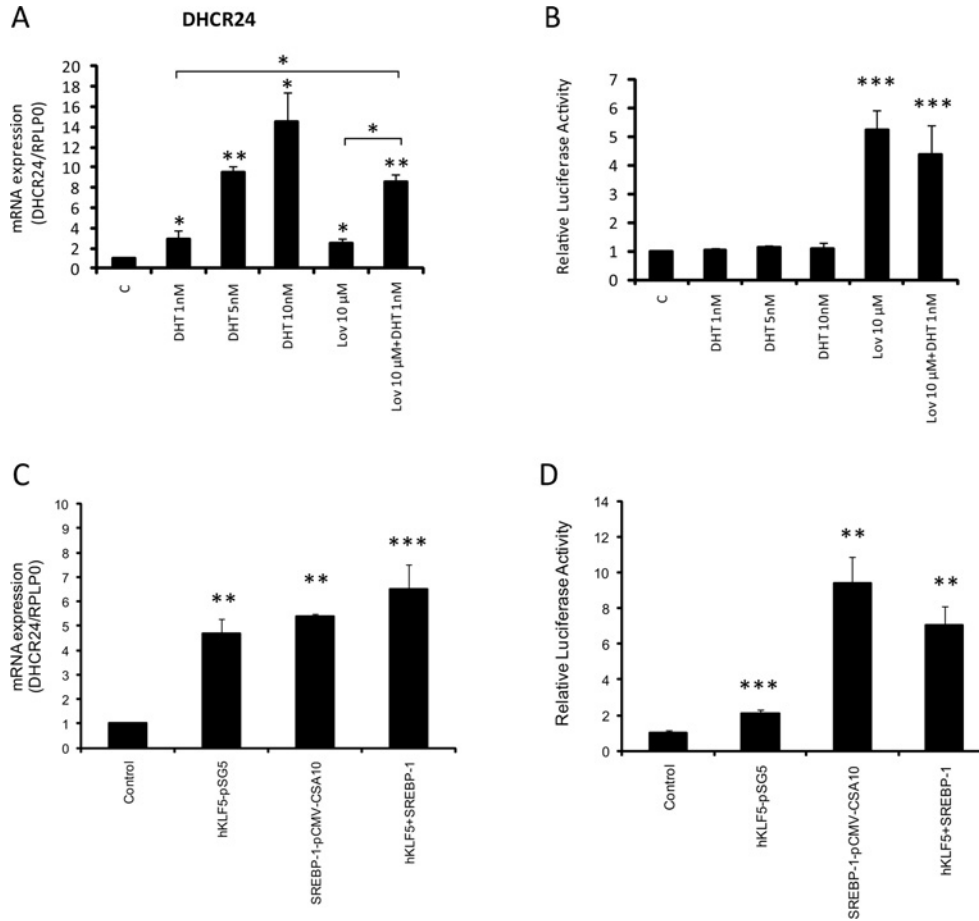 A
DHCR24
mRNA expression
(DHCR24/RPLP0)
20
18
16
14
12
10
8
6
4
2
0
*
*
**
*
*
*
**
C
DHT 1nM
DHT 5nM
DHT 10nM
Lov 10 µM
Lov 10 µM+DHT 1nM
B
Relative Luciferase Activity
7
6
5
4
3
2
1
0
***
***
C
DHT 1nM
DHT 5nM
DHT 10nM
Lov 10 µM
Lov 10 µM+DHT 1nM
C
mRNA expression
(DHCR24/RPLP0)
10
9
8
7
6
5
4
3
2
1
0
**
**
***
Control
hKLF5-pSG5
SREBP-1-pCMV-CSA10
hKLF5+SREBP-1
D
Relative Luciferase Activity
14
12
10
8
6
4
2
0
***
**
**
Control
hKLF5-pSG5
SREBP-1-pCMV-CSA10
hKLF5+SREBP-1